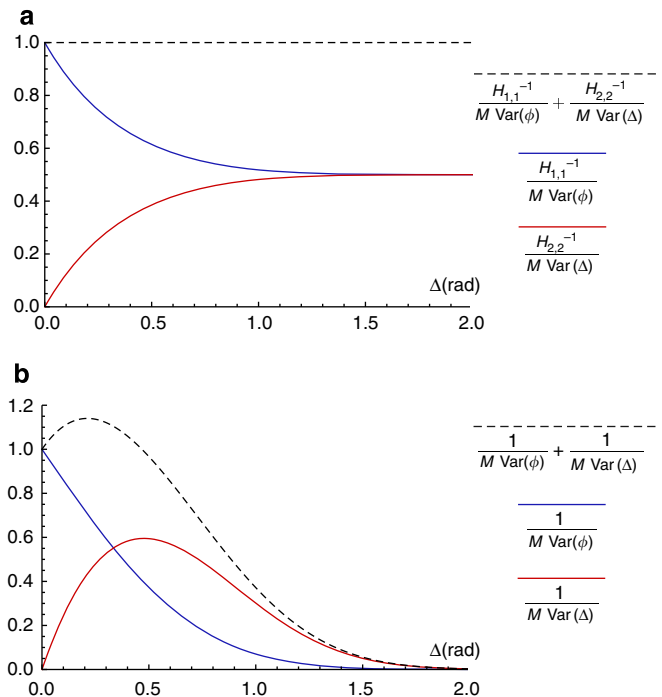 a
1.0
0.8
0.6
0.4
0.2
0.0
0.0 0.5 1.0 1.5 2.0
Δ(rad)
H1,1⁻¹ / M Var(ϕ) + H2,2⁻¹ / M Var (Δ)
H1,1⁻¹ / M Var(ϕ)
H2,2⁻¹ / M Var (Δ)
b
1.2
1.0
0.8
0.6
0.4
0.2
0.0
0.0 0.5 1.0 1.5 2.0
Δ(rad)
1 / M Var(ϕ) + 1 / M Var(Δ)
1 / M Var(ϕ)
1 / M Var(Δ)